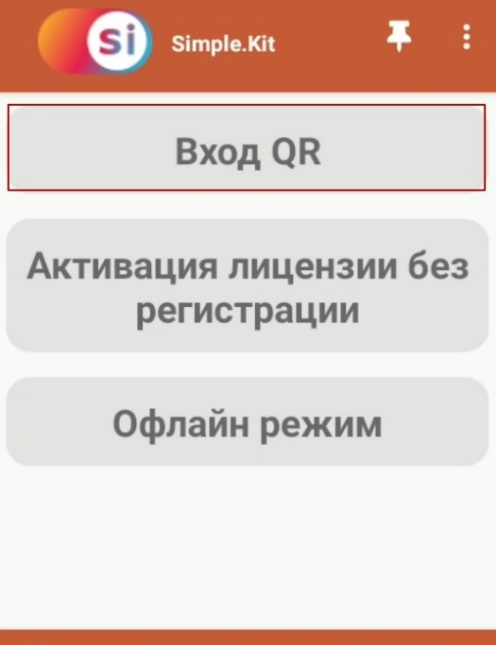 si Simple.Kit
Вход QR
Активация лицензии без
регистрации
Офлайн режим